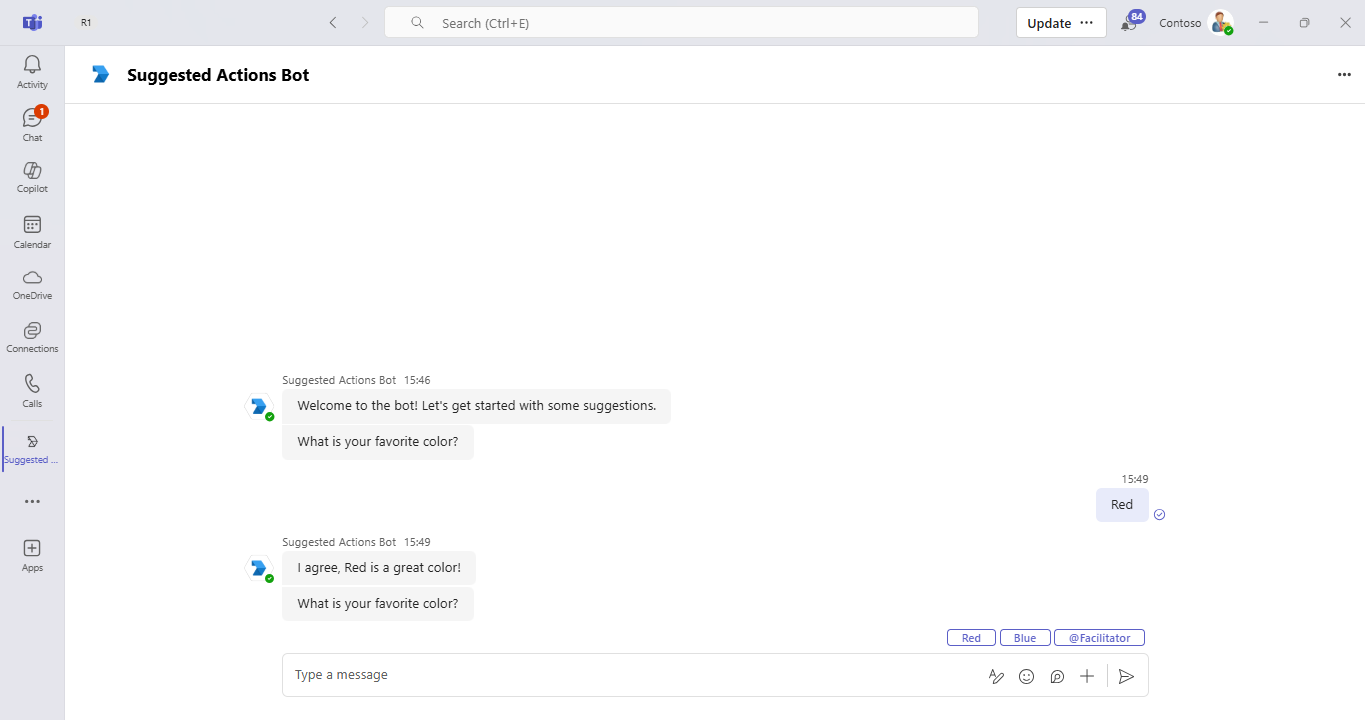 R1
Search (Ctrl+E)
Update
84
Contoso
Activity
1
Chat
Copilot
Calendar
OneDrive
Connections
Calls
Suggested ...
Apps
Suggested Actions Bot
Suggested Actions Bot 15:46
Welcome to the bot! Let's get started with some suggestions.
What is your favorite color?
15:49
Red
Suggested Actions Bot 15:49
I agree, Red is a great color!
What is your favorite color?
Red Blue @Facilitator
Type a message